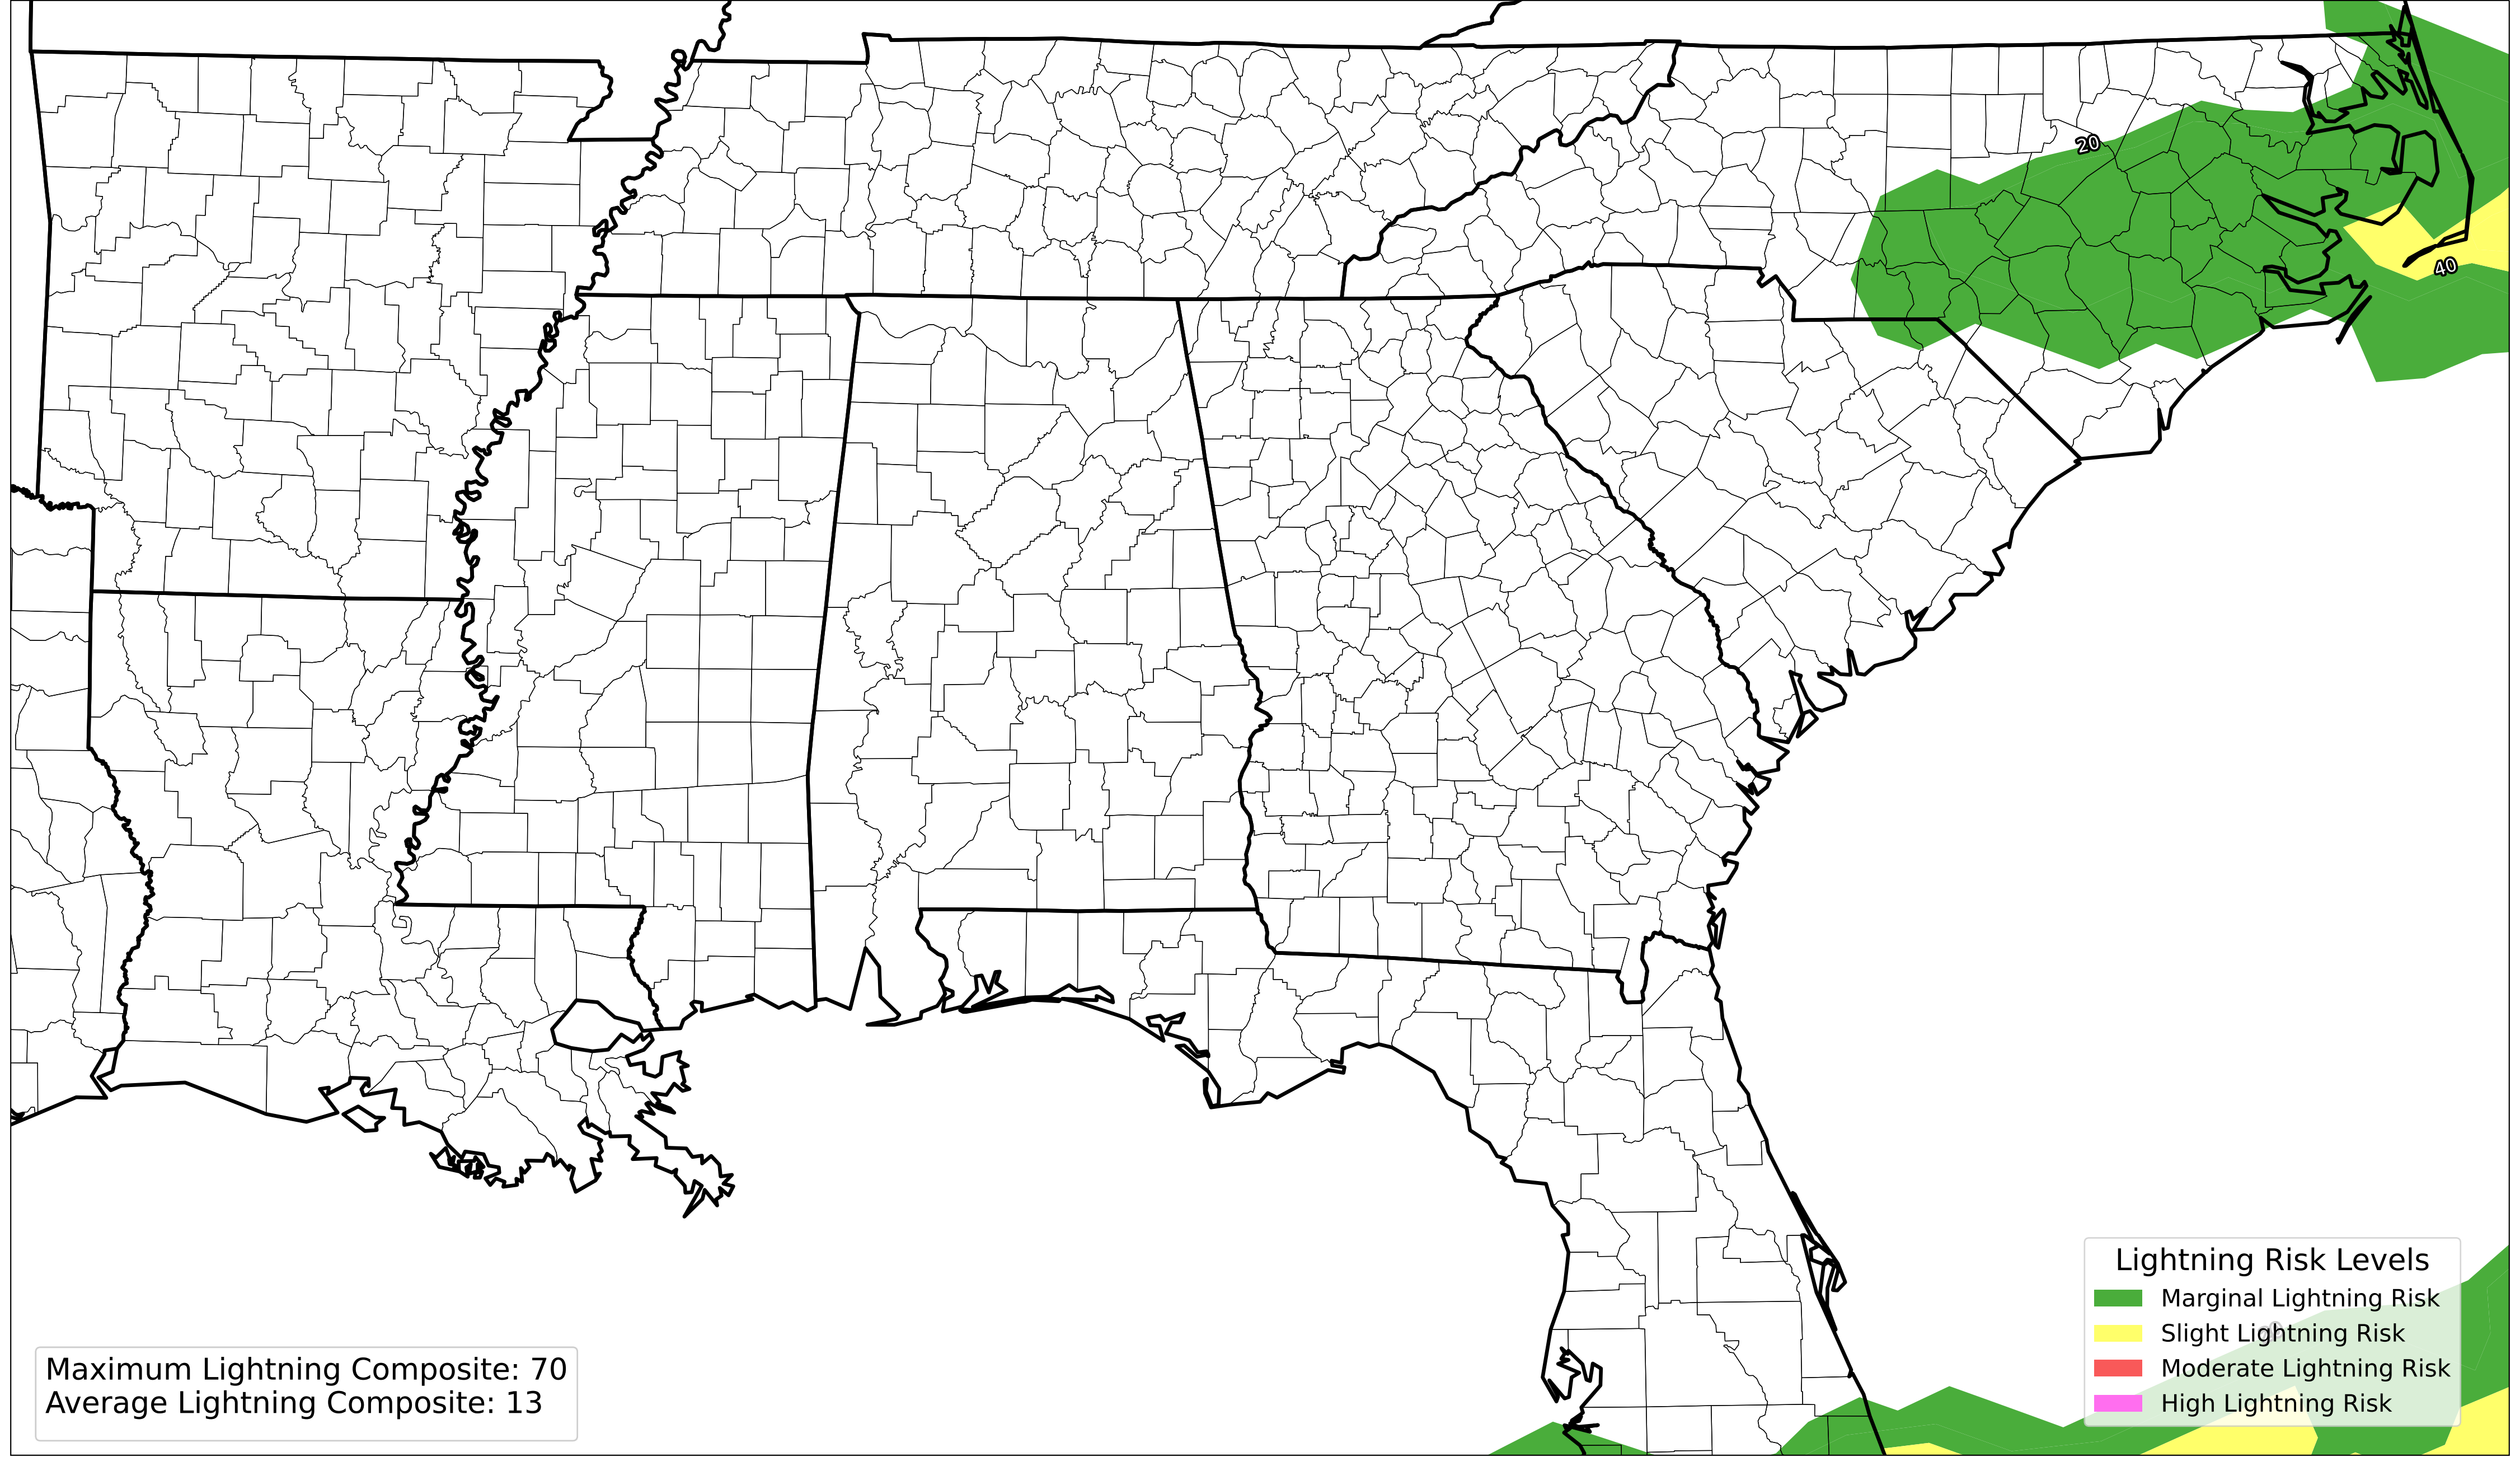 20
40
Lightning Risk Levels
Marginal Lightning Risk
Slight Lightning Risk
Moderate Lightning Risk
High Lightning Risk
Maximum Lightning Composite: 70
Average Lightning Composite: 13